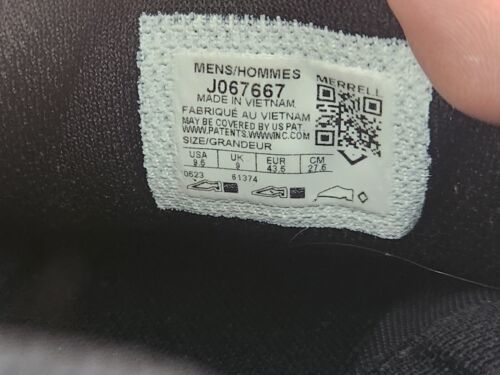 MENS/HOMMES
MERRELL
J067667
MADE IN VIETNAM
FABRIQUÉ AU VIETNAM
MAY BE COVERED BY US PAT.
WWW.PATENTS.WWWINC.COM
SIZE/GRANDEUR
USA UK EUR CM
9.5 9 43.5 27.5
0523 61374